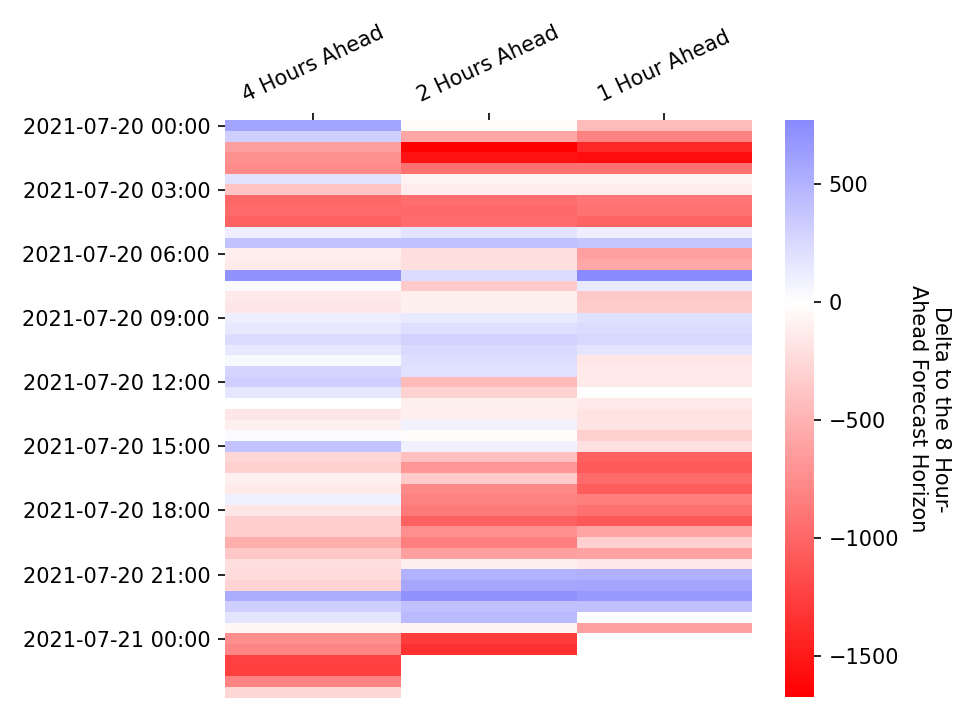 4 Hours Ahead
2 Hours Ahead
1 Hour Ahead
2021-07-20 00:00
2021-07-20 03:00
2021-07-20 06:00
2021-07-20 09:00
2021-07-20 12:00
2021-07-20 15:00
2021-07-20 18:00
2021-07-20 21:00
2021-07-21 00:00
500
0
−500
−1000
−1500
Delta to the 8 Hour-
Ahead Forecast Horizon